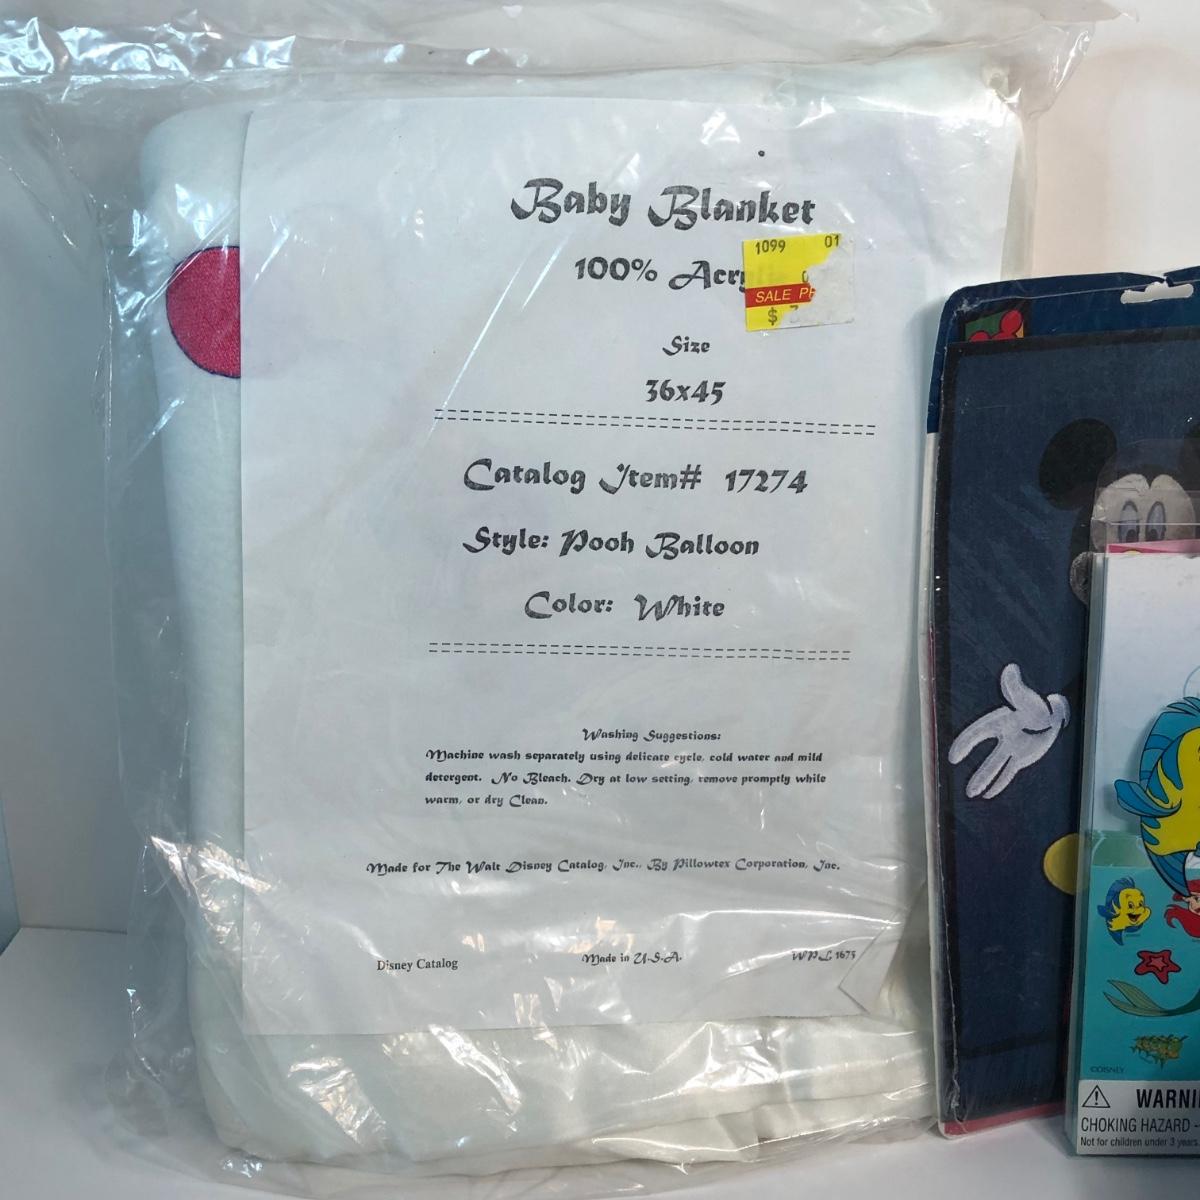 Baby Blanket
100%
1099 01
SALE
$
Size
36x45
Catalog Item# 17274
Style: Pooh Balloon
Color: White
Washing Suggestions:
Machine wash separately using delicate cycle, cold water and mild
detergent. No Bleach. Dry at low setting, remove promptly while
warm, or dry Clean.
Made for The Walt Disney Catalog, Inc., By Pillowtex Corporation, Inc.
Disney Catalog Made in U.S.A. WPL 1675
©DISNEY
CHOKING HAZARD -
Not for children under 3 years